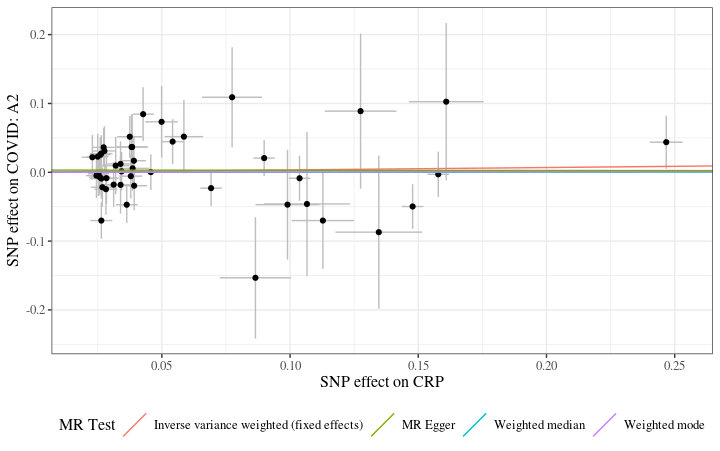 SNP effect on COVID: A2
0.2
0.1
0.0
-0.1
-0.2
0.05 0.10 0.15 0.20 0.25
SNP effect on CRP
MR Test Inverse variance weighted (fixed effects) MR Egger Weighted median Weighted mode